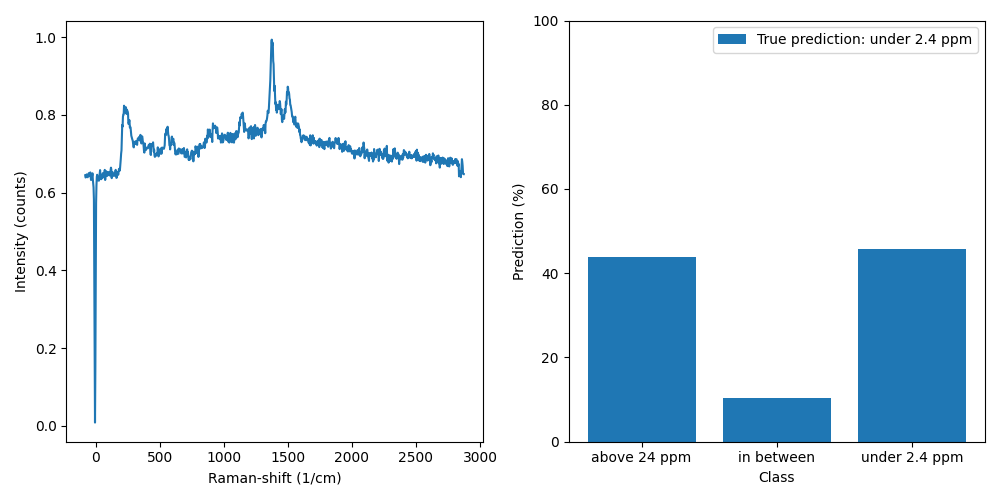 1.0
0.8
0.6
0.4
0.2
0.0
Intensity (counts)
0
500
1000
1500
2000
2500
3000
Raman-shift (1/cm)
100
80
60
40
20
0
Prediction (%)
True prediction: under 2.4 ppm
above 24 ppm
in between
under 2.4 ppm
Class